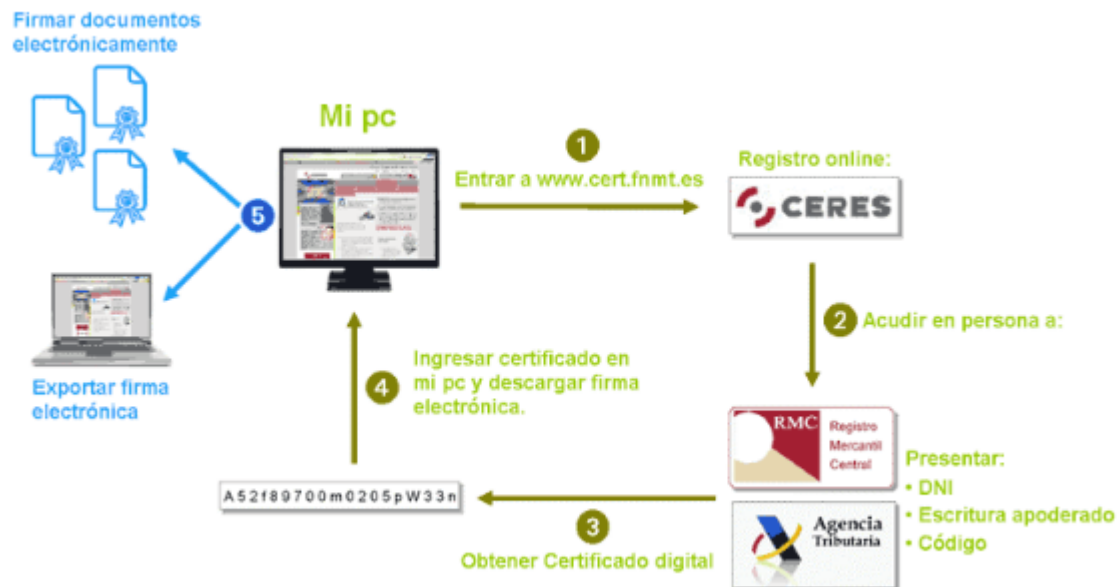 Firmar documentos
electrónicamente
Mi pc
1
Entrar a www.cert.fnmt.es
Registro online:
CERES
5
2
Acudir en persona a:
Exportar firma
electrónica
4
Ingresar certificado en
mi pc y descargar firma
electrónica.
RMC
Registro
Mercantil
Central
Presentar:
• DNI
• Escritura apoderado
• Código
A52f89700m0205pW33n
3
Obtener Certificado digital
Agencia
Tributaria